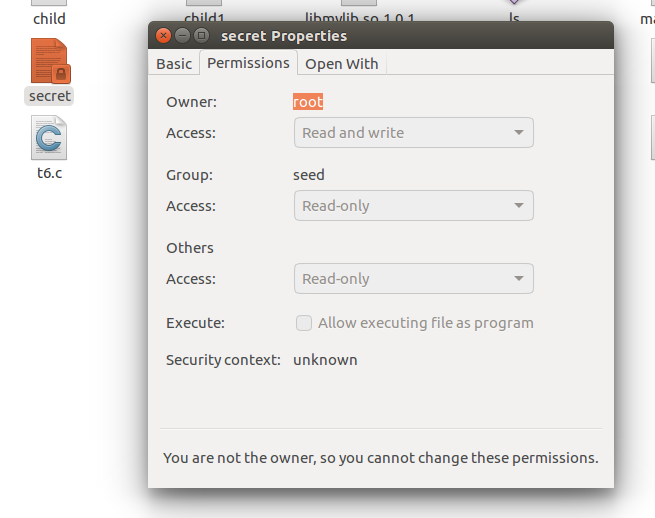 child child1 libmylib.so.1.0.1 ls
secret Properties
Basic Permissions Open With
secret
t6.c
Owner: root
Access: Read and write
Group: seed
Access: Read-only
Others
Access: Read-only
Execute: Allow executing file as program
Security context: unknown
You are not the owner, so you cannot change these permissions.